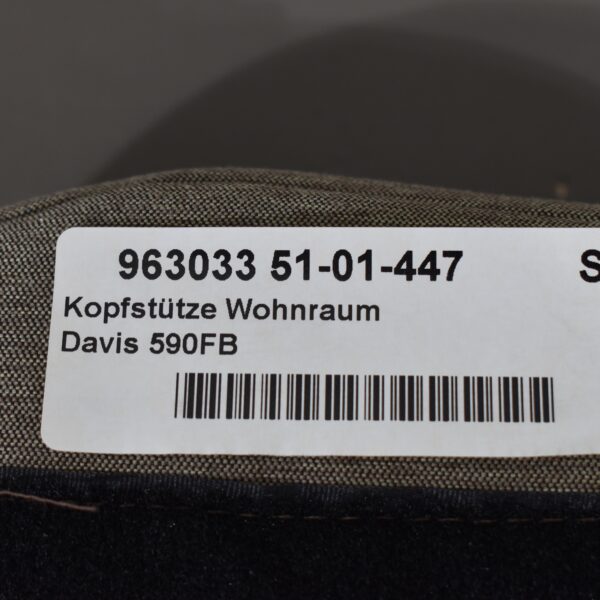 963033 51-01-447 S
Kopfstütze Wohnraum
Davis 590FB